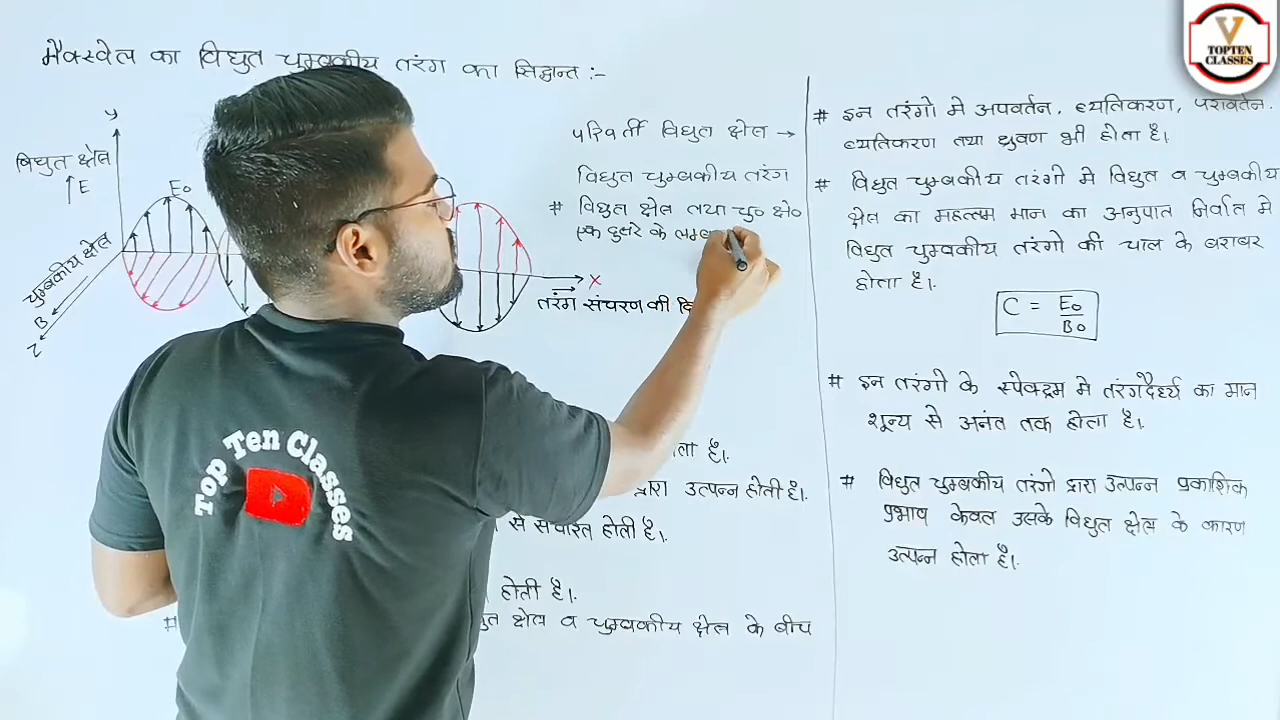 मैक्स्वेल का विद्युत चुम्बकीय तरंग का सिद्धान्त :-
Y
विद्युत क्षेत्र
E
E₀
चुम्बकीय क्षेत्र
B
Z
X
तरंग संचरण की
परिवर्ती विद्युत क्षेत्र →
विद्युत चुम्बकीय तरंग
# विद्युत क्षेत्र तथा चु० क्षे०
एक दुसरे के
है।
द्वारा उत्पन्न होती है।
से संचारित होती है।
होती है।
#
क्षेत्र व चुम्बकीय क्षेत्र के बीच
V
TOPTEN
CLASSES
# इन तरंगो मे अपवर्तन, व्यतिकरण, परावर्तन,
व्यतिकरण तथा ध्रुवण भी होता है।
# विद्युत चुम्बकीय तरंगो मे विद्युत व चुम्बकीय
क्षेत्र का महत्तम मान का अनुपात निर्वात मे
विद्युत चुम्बकीय तरंगो की चाल के बराबर
होता है।
C = E₀/B₀
# इन तरंगो के स्पेक्ट्रम मे तरंगदैर्ध्य का मान
शून्य से अनंत तक होता है।
# विद्युत चुम्बकीय तरंगो द्वारा उत्पन्न प्रकाशिक
प्रभाव केवल उसके विद्युत क्षेत्र के कारण
उत्पन्न होता है।
Top Ten Classes